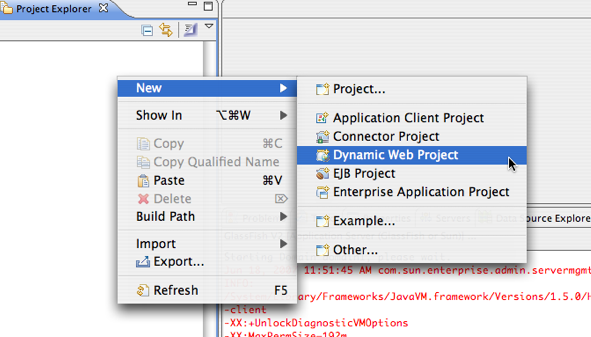 Project Explorer
New
Project...
Show In ⌥⌘W
Application Client Project
Connector Project
Copy ⌘C
Copy Qualified Name
Dynamic Web Project
Paste ⌘V
EJB Project
Delete
Enterprise Application Project
Build Path
Example...
Servers
Data Source Explorer
Import
Other...
Export...
11:51:45 AM com.sun.enterprise.admin.servermgmt
Refresh F5
/Frameworks/JavaVM.framework/Versions/1.5.0/H
-client
-XX:+UnlockDiagnosticVMOptions
-XX:MaxPermSize=192m